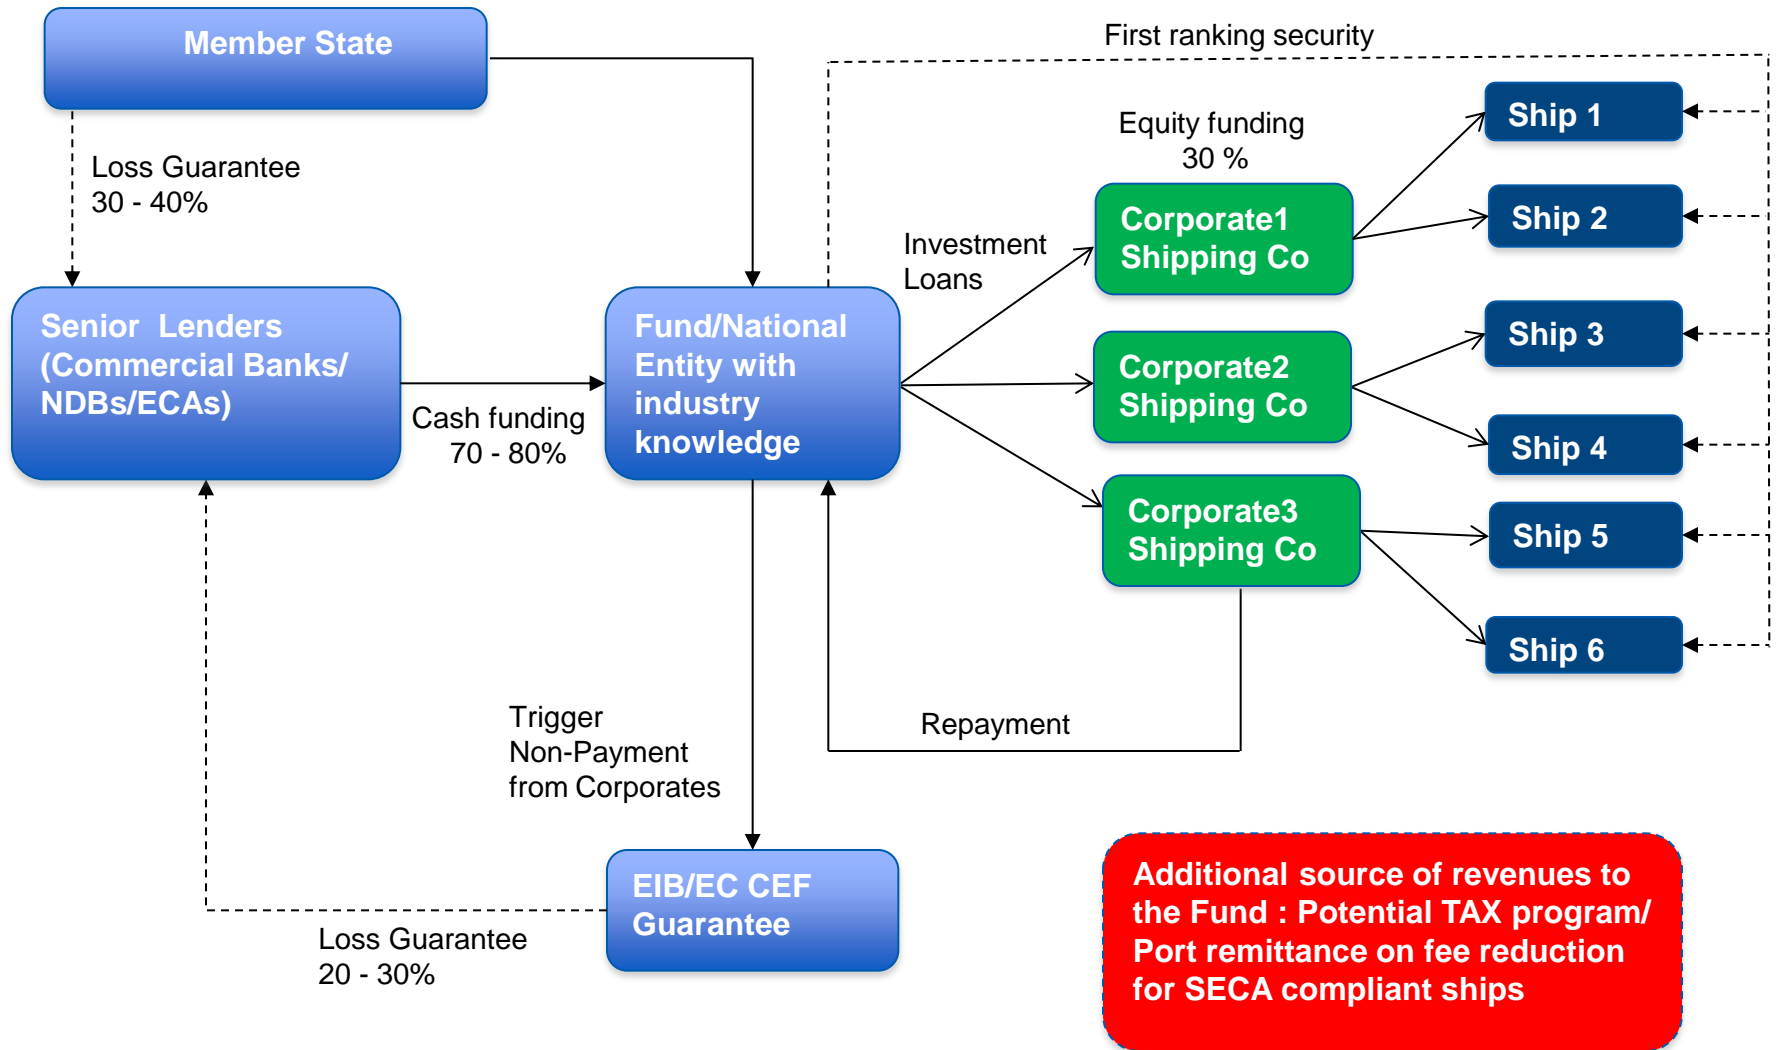 Member State
First ranking security
Loss Guarantee
30 - 40%
Equity funding
30 %
Ship 1
Ship 2
Corporate1
Shipping Co
Investment
Loans
Senior Lenders
(Commercial Banks/
NDBs/ECAs)
Cash funding
70 - 80%
Fund/National
Entity with
industry
knowledge
Corporate2
Shipping Co
Ship 3
Ship 4
Corporate3
Shipping Co
Ship 5
Ship 6
Trigger
Non-Payment
from Corporates
Repayment
EIB/EC CEF
Guarantee
Loss Guarantee
20 - 30%
Additional source of revenues to
the Fund : Potential TAX program/
Port remittance on fee reduction
for SECA compliant ships